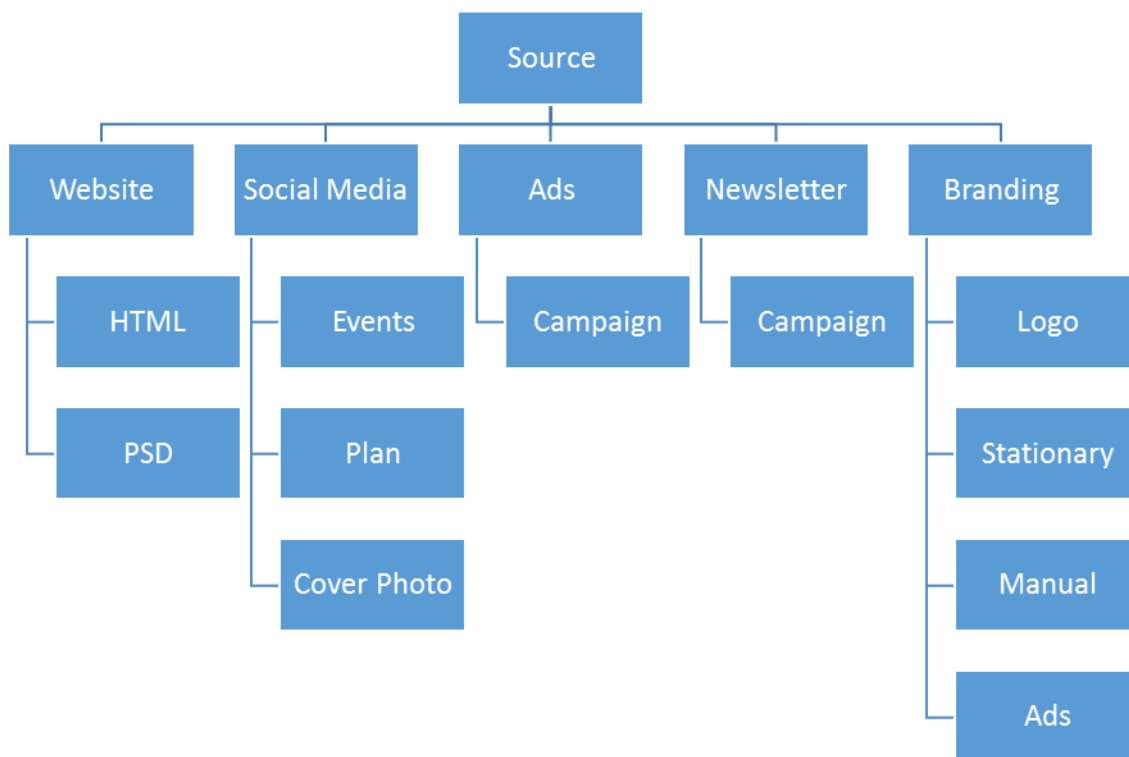 Source
Website
Social Media
Ads
Newsletter
Branding
HTML
Events
Campaign
Campaign
Logo
PSD
Plan
Stationary
Cover Photo
Manual
Ads